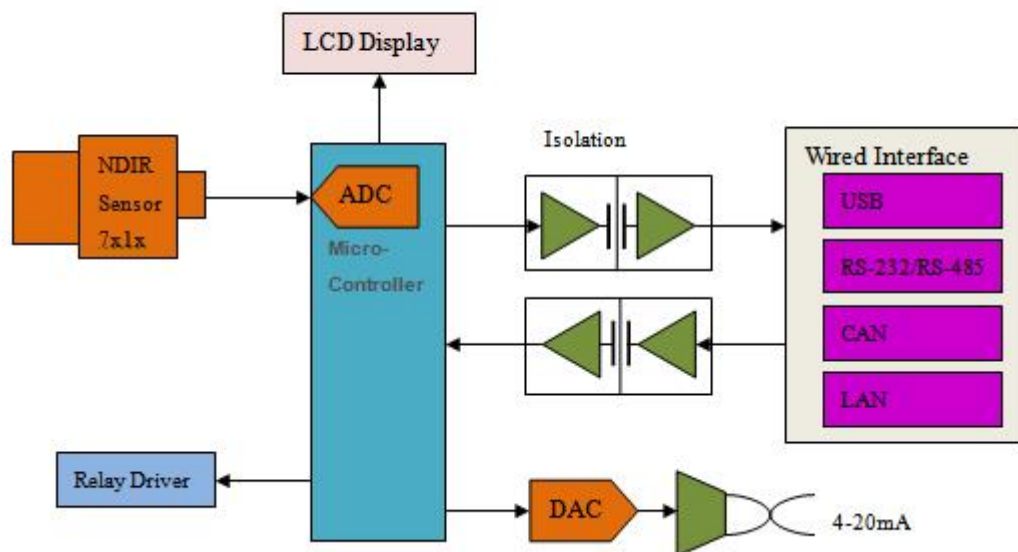 LCD Display
NDIR
Sensor
7x1x
ADC
Micro-
Controller
Isolation
Wired Interface
USB
RS-232/RS-485
CAN
LAN
Relay Driver
DAC
4-20mA